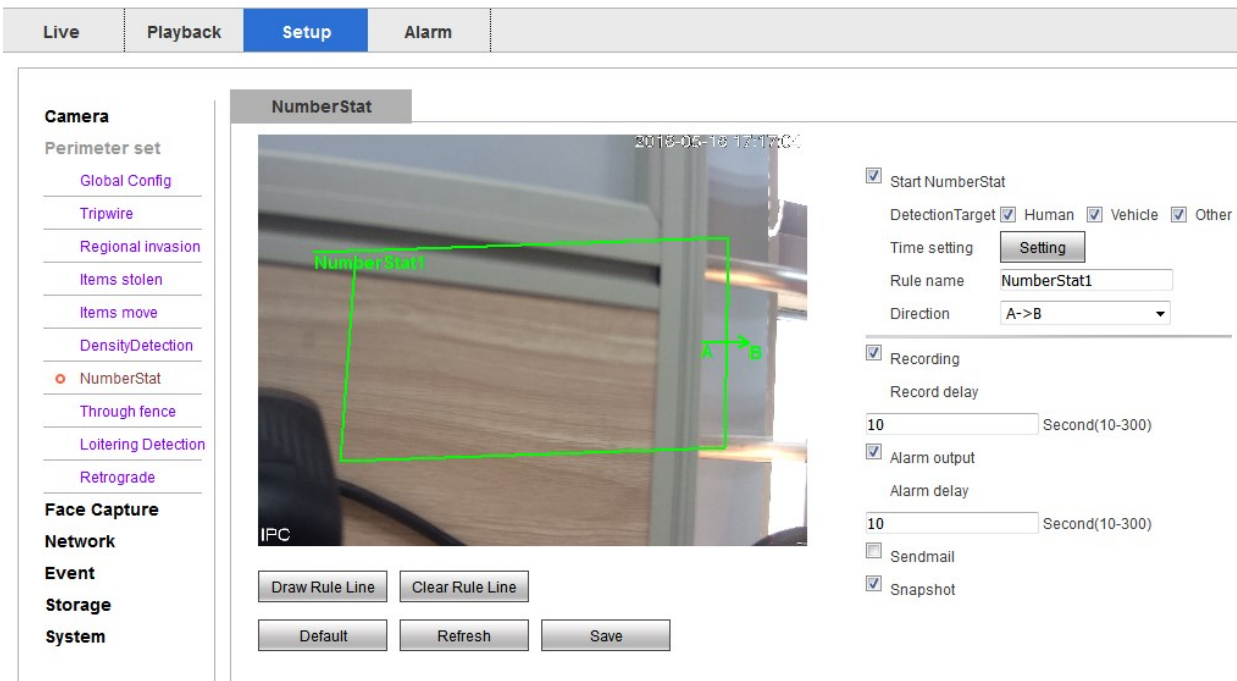 Live Playback Setup Alarm
NumberStat
Camera
Perimeter set
Global Config
Tripwire
Regional invasion
Items stolen
Items move
DensityDetection
NumberStat
Through fence
Loitering Detection
Retrograde
Face Capture
Network
Event
Storage
System
NumberStat1
A B
IPC
Draw Rule Line Clear Rule Line
Default Refresh Save
Start NumberStat
DetectionTarget Human Vehicle Other
Time setting Setting
Rule name NumberStat1
Direction A->B
Recording
Record delay
10 Second(10-300)
Alarm output
Alarm delay
10 Second(10-300)
Sendmail
Snapshot